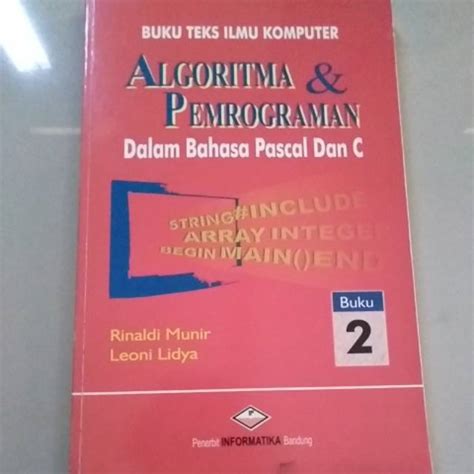 BUKU TEKS ILMU KOMPUTER
ALGORITMA &
PEMROGRAMAN
Dalam Bahasa Pascal Dan C
STRING#INCLUDE
ARRAY INTEGER
BEGIN MAIN()END
Buku
2
Rinaldi Munir
Leoni Lidya
Penerbit INFORMATIKA Bandung